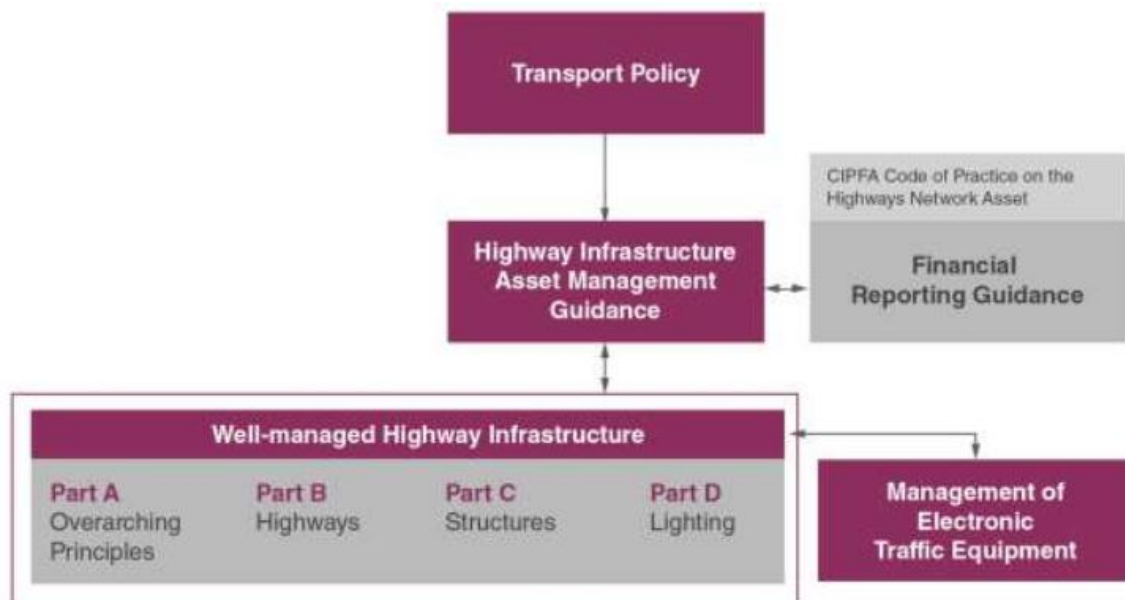 Transport Policy
CIPFA Code of Practice on the
Highways Network Asset
Highway Infrastructure
Asset Management
Guidance
Financial
Reporting Guidance
Well-managed Highway Infrastructure
Part A
Overarching
Principles
Part B
Highways
Part C
Structures
Part D
Lighting
Management of
Electronic
Traffic Equipment